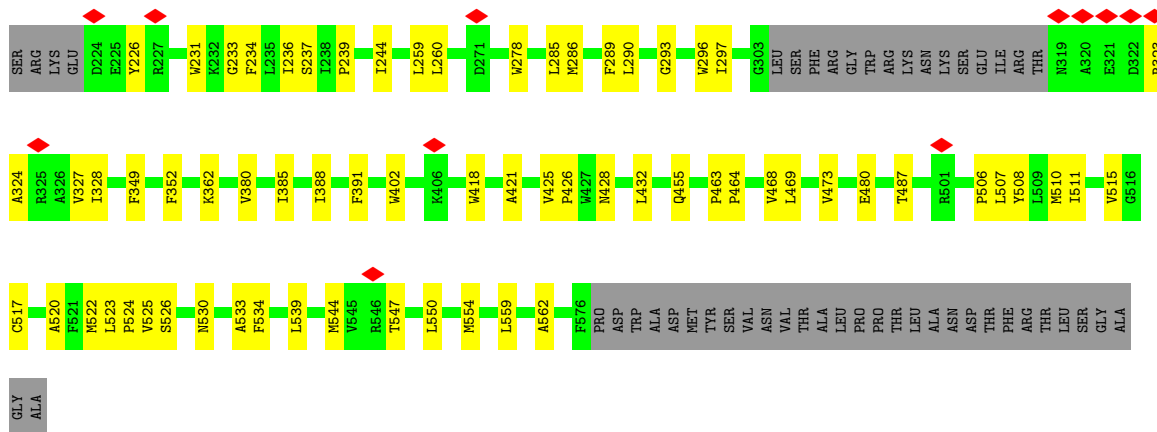 SER ARG LYS GLU D224 E225 Y226 R227 W231 K232 G233 F234 L235 I236 S237 I238 P239 I244 L259 L260 D271 W278 L285 M286 F289 L290 G293 W296 I297 G303 LEU SER PHE ARG GLY TRP ARG LYS ASN LYS SER GLU ILE ARG THR N319 A320 E321 D322
A324 R325 A326 V327 I328 F349 F352 K362 V380 I385 I388 F391 W402 K406 W418 A421 V425 P426 W427 N428 L432 Q455 P463 P464 V468 L469 V473 E480 T487 R501 P506 L507 Y508 L509 M510 I511 V515 G516
C517 A520 F521 M522 L523 P524 V525 S526 N530 A533 F534 L539 M544 V545 R546 T547 L550 M554 L559 A562 F576 PRO ASP TRP ALA ASP MET TYR SER VAL ASN VAL THR ALA LEU PRO PRO THR LEU ALA ASN ASP THR PHE ARG THR LEU SER GLY ALA
GLY ALA